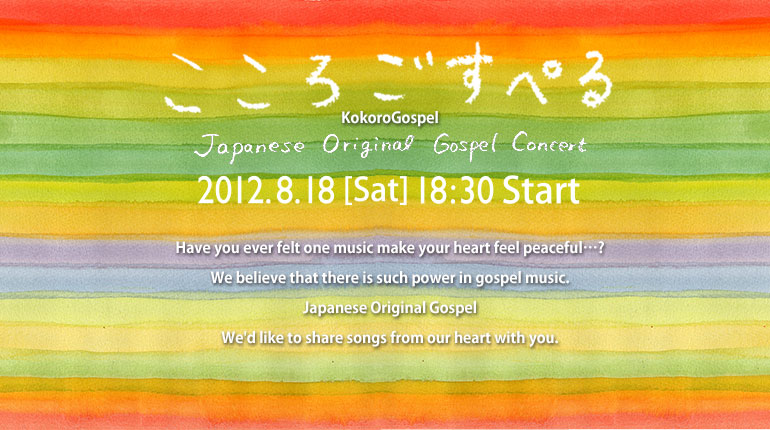 こころごすぺる
KokoroGospel
Japanese Original Gospel Concert
2012.8.18 [Sat] 18:30 Start
Have you ever felt one music make your heart feel peaceful…?
We believe that there is such power in gospel music.
Japanese Original Gospel
We'd like to share songs from our heart with you.